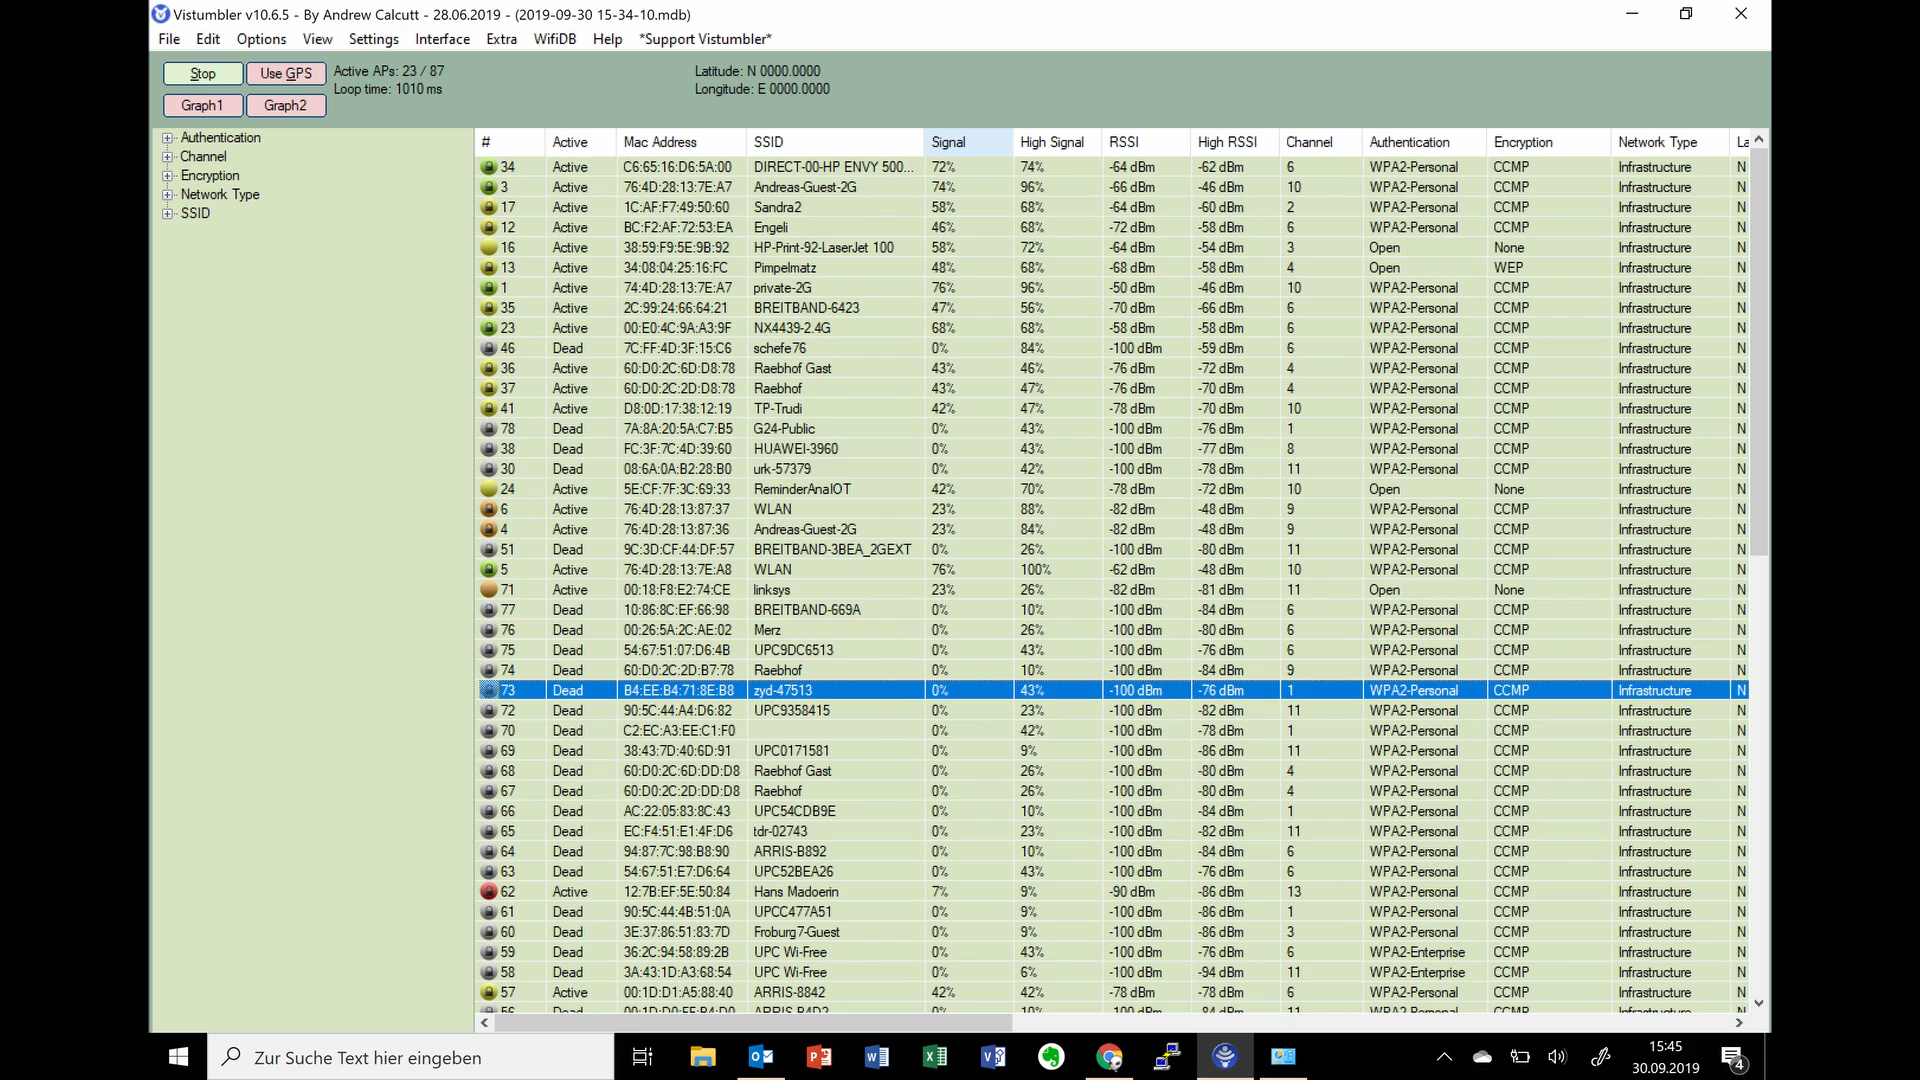 Vistumbler v10.6.5 - By Andrew Calcutt - 28.06.2019 - (2019-09-30 15-34-10.mdb)
File Edit Options View Settings Interface Extra WifiDB Help *Support Vistumbler*
Stop Use GPS Active APs: 23 / 87 Latitude: N 0000.0000
Loop time: 1010 ms Longitude: E 0000.0000
Graph1 Graph2
Authentication
Channel
Encryption
Network Type
SSID
# Active Mac Address SSID Signal High Signal RSSI High RSSI Channel Authentication Encryption Network Type La
34 Active C6:65:16:D6:5A:00 DIRECT-00-HP ENVY 500... 72% 74% -64 dBm -62 dBm 6 WPA2-Personal CCMP Infrastructure N
3 Active 76:4D:28:13:7E:A7 Andreas-Guest-2G 74% 96% -66 dBm -46 dBm 10 WPA2-Personal CCMP Infrastructure N
17 Active 1C:AF:F7:49:50:60 Sandra2 58% 68% -64 dBm -60 dBm 2 WPA2-Personal CCMP Infrastructure N
12 Active BC:F2:AF:72:53:EA Engeli 46% 68% -72 dBm -58 dBm 6 WPA2-Personal CCMP Infrastructure N
16 Active 38:59:F9:5E:9B:92 HP-Print-92-LaserJet 100 58% 72% -64 dBm -54 dBm 3 Open None Infrastructure N
13 Active 34:08:04:25:16:FC Pimpelmatz 48% 68% -68 dBm -58 dBm 4 Open WEP Infrastructure N
1 Active 74:4D:28:13:7E:A7 private-2G 76% 96% -50 dBm -46 dBm 10 WPA2-Personal CCMP Infrastructure N
35 Active 2C:99:24:66:64:21 BREITBAND-6423 47% 56% -70 dBm -66 dBm 6 WPA2-Personal CCMP Infrastructure N
23 Active 00:E0:4C:9A:A3:9F NX4439-2.4G 68% 68% -58 dBm -58 dBm 6 WPA2-Personal CCMP Infrastructure N
46 Dead 7C:FF:4D:3F:15:C6 schefe76 0% 84% -100 dBm -59 dBm 6 WPA2-Personal CCMP Infrastructure N
36 Active 60:D0:2C:6D:D8:78 Raebhof Gast 43% 46% -76 dBm -72 dBm 4 WPA2-Personal CCMP Infrastructure N
37 Active 60:D0:2C:2D:D8:78 Raebhof 43% 47% -76 dBm -70 dBm 4 WPA2-Personal CCMP Infrastructure N
41 Active D8:0D:17:38:12:19 TP-Trudi 42% 47% -78 dBm -70 dBm 10 WPA2-Personal CCMP Infrastructure N
78 Dead 7A:8A:20:5A:C7:B5 G24-Public 0% 43% -100 dBm -76 dBm 1 WPA2-Personal CCMP Infrastructure N
38 Dead FC:3F:7C:4D:39:60 HUAWEI-3960 0% 43% -100 dBm -77 dBm 8 WPA2-Personal CCMP Infrastructure N
30 Dead 08:6A:0A:B2:28:B0 urk-57379 0% 42% -100 dBm -78 dBm 11 WPA2-Personal CCMP Infrastructure N
24 Active 5E:CF:7F:3C:69:33 ReminderAnaIOT 42% 70% -78 dBm -72 dBm 10 Open None Infrastructure N
6 Active 76:4D:28:13:87:37 WLAN 23% 88% -82 dBm -48 dBm 9 WPA2-Personal CCMP Infrastructure N
4 Active 76:4D:28:13:87:36 Andreas-Guest-2G 23% 84% -82 dBm -48 dBm 9 WPA2-Personal CCMP Infrastructure N
51 Dead 9C:3D:CF:44:DF:57 BREITBAND-3BEA_2GEXT 0% 26% -100 dBm -80 dBm 11 WPA2-Personal CCMP Infrastructure N
5 Active 76:4D:28:13:7E:A8 WLAN 76% 100% -62 dBm -48 dBm 10 WPA2-Personal CCMP Infrastructure N
71 Active 00:18:F8:E2:74:CE linksys 23% 26% -82 dBm -81 dBm 11 Open None Infrastructure N
77 Dead 10:86:8C:EF:66:98 BREITBAND-669A 0% 10% -100 dBm -84 dBm 6 WPA2-Personal CCMP Infrastructure N
76 Dead 00:26:5A:2C:AE:02 Merz 0% 26% -100 dBm -80 dBm 6 WPA2-Personal CCMP Infrastructure N
75 Dead 54:67:51:07:D6:4B UPC9DC6513 0% 43% -100 dBm -76 dBm 6 WPA2-Personal CCMP Infrastructure N
74 Dead 60:D0:2C:2D:B7:78 Raebhof 0% 10% -100 dBm -84 dBm 9 WPA2-Personal CCMP Infrastructure N
73 Dead B4:EE:B4:71:8E:B8 zyd-47513 0% 43% -100 dBm -76 dBm 1 WPA2-Personal CCMP Infrastructure N
72 Dead 90:5C:44:A4:D6:82 UPC9358415 0% 23% -100 dBm -82 dBm 11 WPA2-Personal CCMP Infrastructure N
70 Dead C2:EC:A3:EE:C1:F0 0% 42% -100 dBm -78 dBm 1 WPA2-Personal CCMP Infrastructure N
69 Dead 38:43:7D:40:6D:91 UPC0171581 0% 9% -100 dBm -86 dBm 11 WPA2-Personal CCMP Infrastructure N
68 Dead 60:D0:2C:6D:DD:D8 Raebhof Gast 0% 26% -100 dBm -80 dBm 4 WPA2-Personal CCMP Infrastructure N
67 Dead 60:D0:2C:2D:DD:D8 Raebhof 0% 26% -100 dBm -80 dBm 4 WPA2-Personal CCMP Infrastructure N
66 Dead AC:22:05:83:8C:43 UPC54CDB9E 0% 10% -100 dBm -84 dBm 1 WPA2-Personal CCMP Infrastructure N
65 Dead EC:F4:51:E1:4F:D6 tdr-02743 0% 23% -100 dBm -82 dBm 11 WPA2-Personal CCMP Infrastructure N
64 Dead 94:87:7C:98:B8:90 ARRIS-B892 0% 10% -100 dBm -84 dBm 6 WPA2-Personal CCMP Infrastructure N
63 Dead 54:67:51:E7:D6:64 UPC52BEA26 0% 43% -100 dBm -76 dBm 6 WPA2-Personal CCMP Infrastructure N
62 Active 12:7B:EF:5E:50:84 Hans Madoerin 7% 9% -90 dBm -86 dBm 13 WPA2-Personal CCMP Infrastructure N
61 Dead 90:5C:44:4B:51:0A UPCC477A51 0% 9% -100 dBm -86 dBm 1 WPA2-Personal CCMP Infrastructure N
60 Dead 3E:37:86:51:83:7D Froburg7-Guest 0% 9% -100 dBm -86 dBm 3 WPA2-Personal CCMP Infrastructure N
59 Dead 36:2C:94:58:89:2B UPC Wi-Free 0% 43% -100 dBm -76 dBm 6 WPA2-Enterprise CCMP Infrastructure N
58 Dead 3A:43:1D:A3:68:54 UPC Wi-Free 0% 6% -100 dBm -94 dBm 11 WPA2-Enterprise CCMP Infrastructure N
57 Active 00:1D:D1:A5:88:40 ARRIS-8842 42% 42% -78 dBm -78 dBm 6 WPA2-Personal CCMP Infrastructure N
Zur Suche Text hier eingeben
15:45
30.09.2019
4